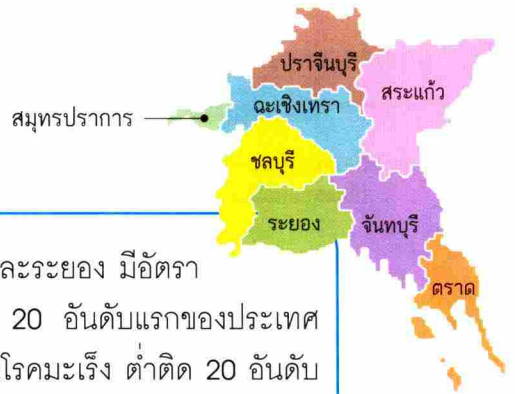 ปราจีนบุรี
สระแก้ว
ฉะเชิงเทรา
สมุทรปราการ
ชลบุรี
ระยอง
จันทบุรี
ตราด
ละระยอง มีอัตรา
20 อันดับแรกของประเทศ
โรคมะเร็ง ต่ำติด 20 อันดับ